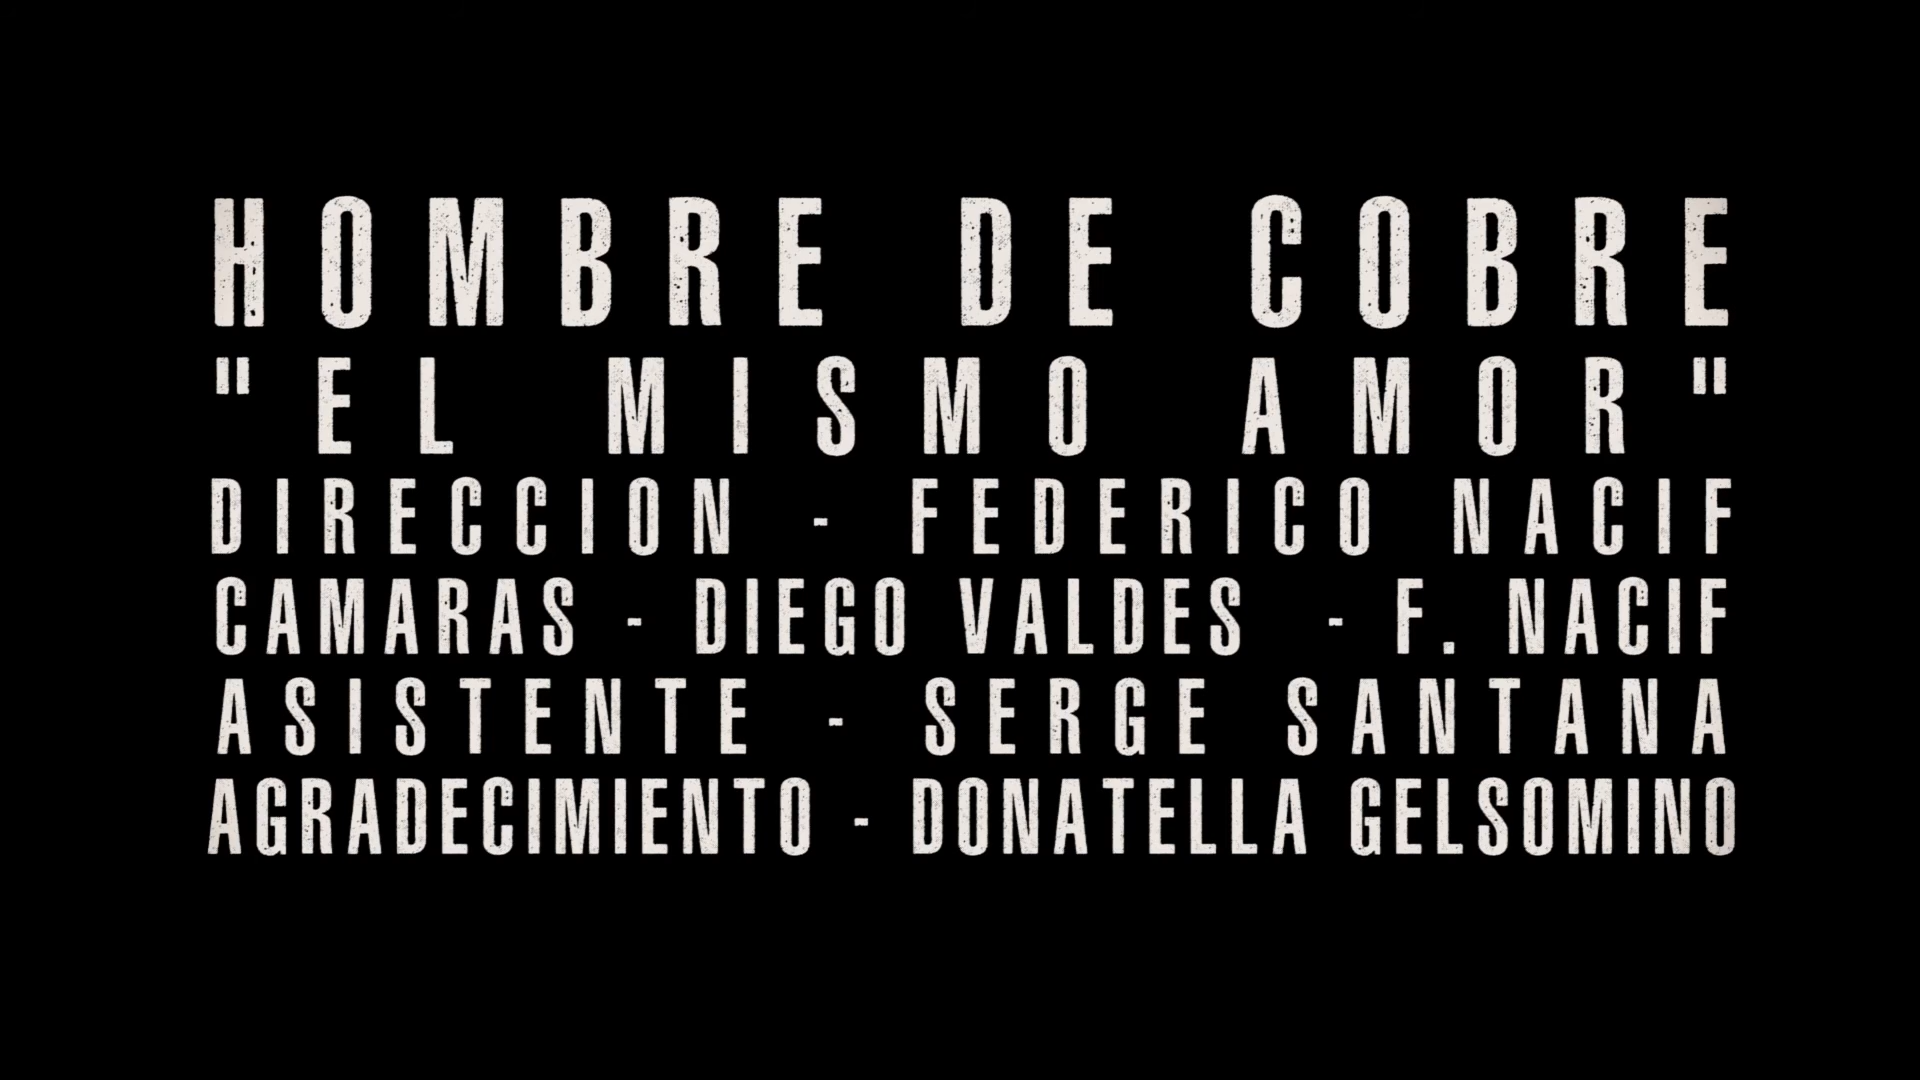 HOMBRE DE COBRE
"EL MISMO AMOR"
DIRECCION - FEDERICO NACIF
CAMARAS - DIEGO VALDES - F. NACIF
ASISTENTE - SERGE SANTANA
AGRADECIMIENTO - DONATELLA GELSOMINO